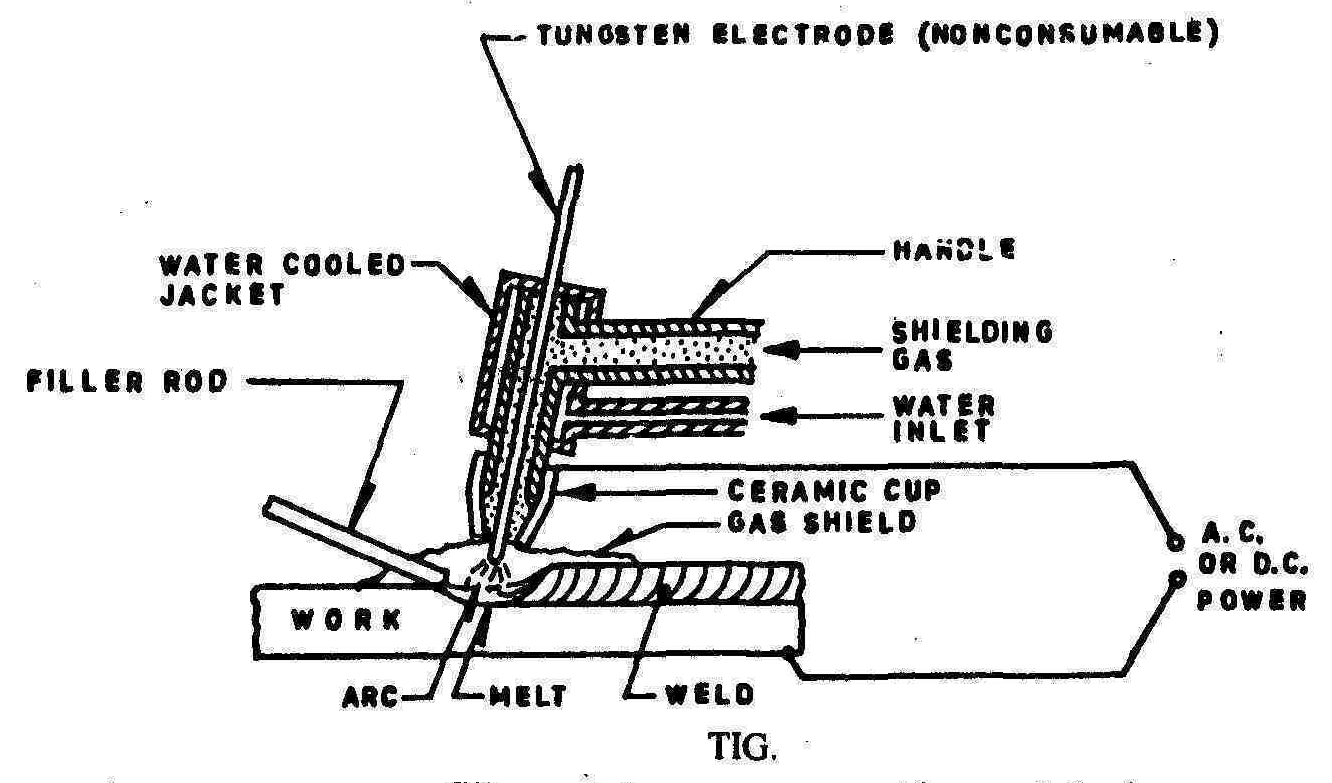 TUNGSTEN ELECTRODE (NONCONSUMABLE)
WATER COOLED
JACKET
HANDLE
SHIELDING
GAS
FILLER ROD
WATER
INLET
CERAMIC CUP
GAS SHIELD
A.C.
OR D.C.
POWER
WORK
ARC
MELT
WELD
TIG.